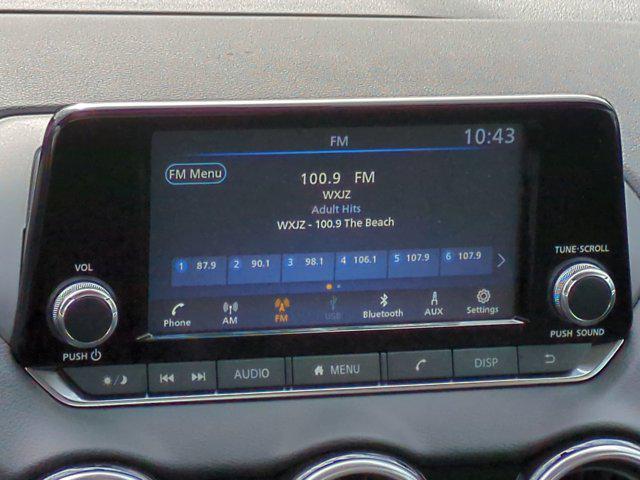 FM 10:43
FM Menu
100.9 FM
WXJZ
Adult Hits
WXJZ - 100.9 The Beach
1 87.9 2 90.1 3 98.1 4 106.1 5 107.9 6 107.9
Phone AM FM USB Bluetooth AUX Settings
VOL
PUSH
TUNE·SCROLL
PUSH SOUND
AUDIO MENU DISP